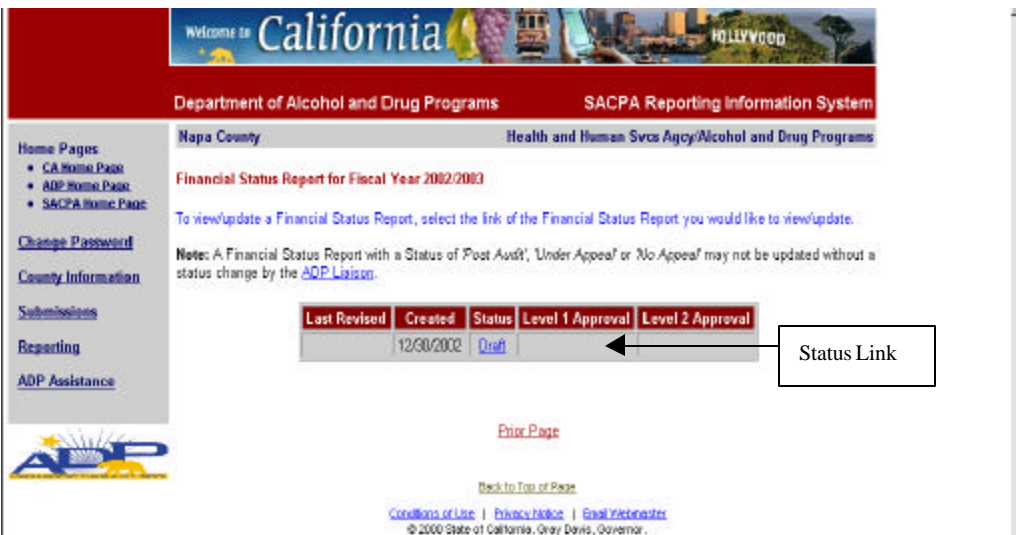 Welcome to California
HOLLYWOOD
Department of Alcohol and Drug Programs SACPA Reporting Information System
Napa County Health and Human Svcs Agcy/Alcohol and Drug Programs
Home Pages
• CA Home Page
• ADP Home Page
• SACPA Home Page
Change Password
County Information
Submissions
Reporting
ADP Assistance
ADP
Financial Status Report for Fiscal Year 2002/2003
To view/update a Financial Status Report, select the link of the Financial Status Report you would like to view/update.
Note: A Financial Status Report with a Status of 'Post Audit', 'Under Appeal' or 'No Appeal' may not be updated without a
status change by the ADP Liaison.
Last Revised Created Status Level 1 Approval Level 2 Approval
12/30/2002 Draft
Status Link
Prior Page
Back to Top of Page
Conditions of Use | Privacy Notice | Email Webmaster
© 2000 State of California. Gray Davis, Governor.